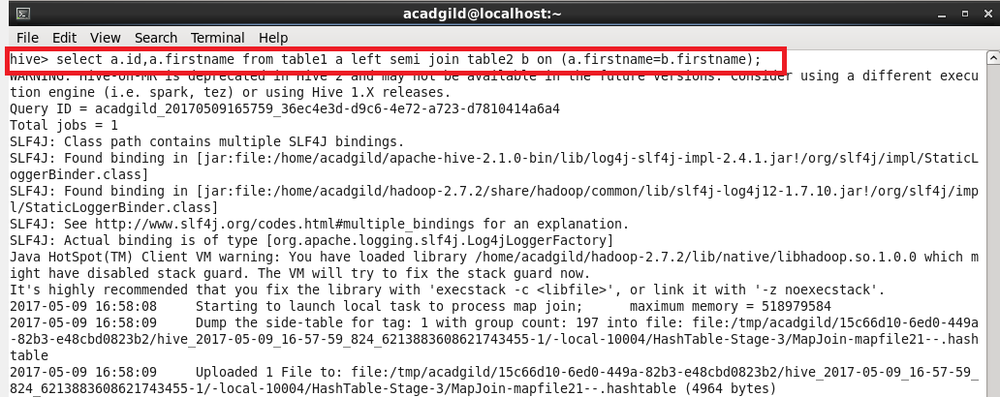 acadgild@localhost:~
File Edit View Search Terminal Help
hive> select a.id,a.firstname from table1 a left semi join table2 b on (a.firstname=b.firstname);
WARNING: Hive-on-MR is deprecated in Hive 2 and may not be available in the future versions. Consider using a different execu
tion engine (i.e. spark, tez) or using Hive 1.X releases.
Query ID = acadgild_20170509165759_36ec4e3d-d9c6-4e72-a723-d7810414a6a4
Total jobs = 1
SLF4J: Class path contains multiple SLF4J bindings.
SLF4J: Found binding in [jar:file:/home/acadgild/apache-hive-2.1.0-bin/lib/log4j-slf4j-impl-2.4.1.jar!/org/slf4j/impl/StaticL
oggerBinder.class]
SLF4J: Found binding in [jar:file:/home/acadgild/hadoop-2.7.2/share/hadoop/common/lib/slf4j-log4j12-1.7.10.jar!/org/slf4j/imp
l/StaticLoggerBinder.class]
SLF4J: See http://www.slf4j.org/codes.html#multiple_bindings for an explanation.
SLF4J: Actual binding is of type [org.apache.logging.slf4j.Log4jLoggerFactory]
Java HotSpot(TM) Client VM warning: You have loaded library /home/acadgild/hadoop-2.7.2/lib/native/libhadoop.so.1.0.0 which m
ight have disabled stack guard. The VM will try to fix the stack guard now.
It's highly recommended that you fix the library with 'execstack -c <libfile>', or link it with '-z noexecstack'.
2017-05-09 16:58:08 Starting to launch local task to process map join; maximum memory = 518979584
2017-05-09 16:58:09 Dump the side-table for tag: 1 with group count: 197 into file: file:/tmp/acadgild/15c66d10-6ed0-449a
-82b3-e48cbd0823b2/hive_2017-05-09_16-57-59_824_6213883608621743455-1/-local-10004/HashTable-Stage-3/MapJoin-mapfile21--.hash
table
2017-05-09 16:58:09 Uploaded 1 File to: file:/tmp/acadgild/15c66d10-6ed0-449a-82b3-e48cbd0823b2/hive_2017-05-09_16-57-59_
824_6213883608621743455-1/-local-10004/HashTable-Stage-3/MapJoin-mapfile21--.hashtable (4964 bytes)